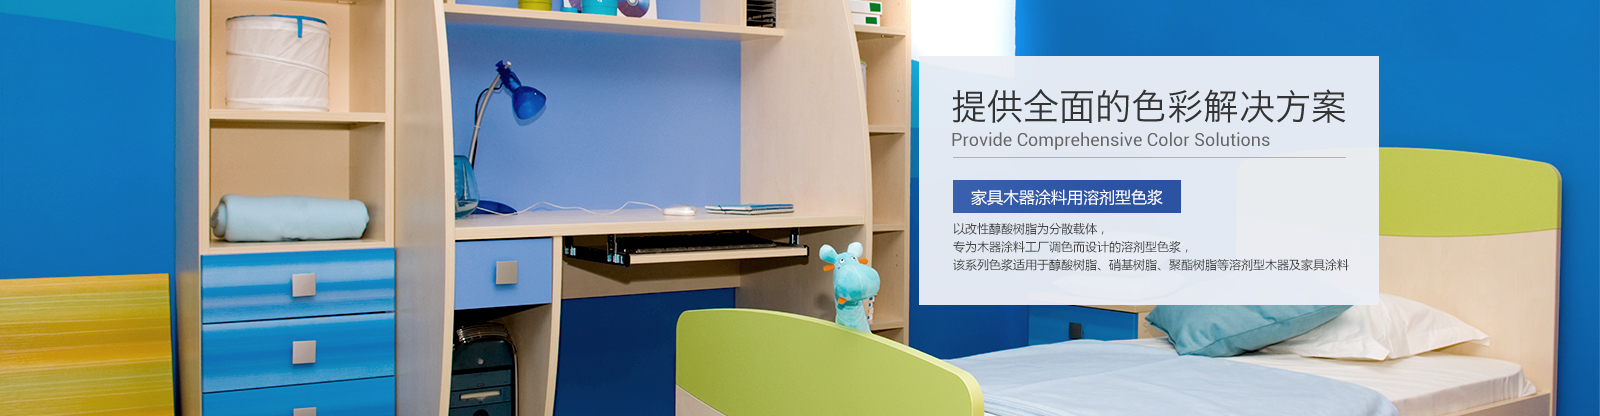 提供全面的色彩解决方案
Provide Comprehensive Color Solutions
家具木器涂料用溶剂型色浆
以改性醇酸树脂为分散载体，
专为木器涂料工厂调色而设计的溶剂型色浆，
该系列色浆适用于醇酸树脂、硝基树脂、聚酯树脂等溶剂型木器及家具涂料